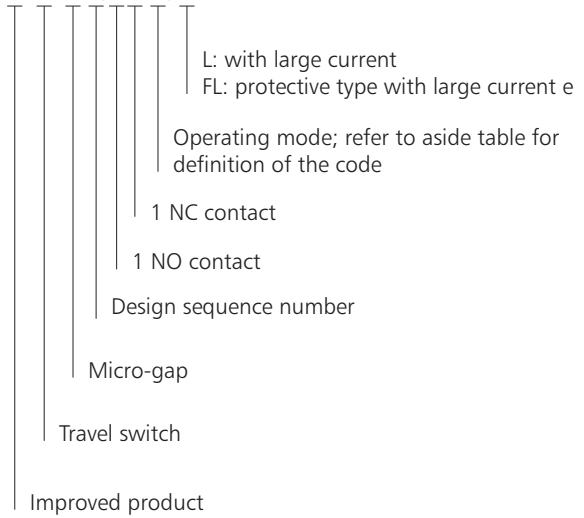 L: with large current
FL: protective type with large current e
Operating mode; refer to aside table for
definition of the code
1 NC contact
1 NO contact
Design sequence number
Micro-gap
Travel switch
Improved product